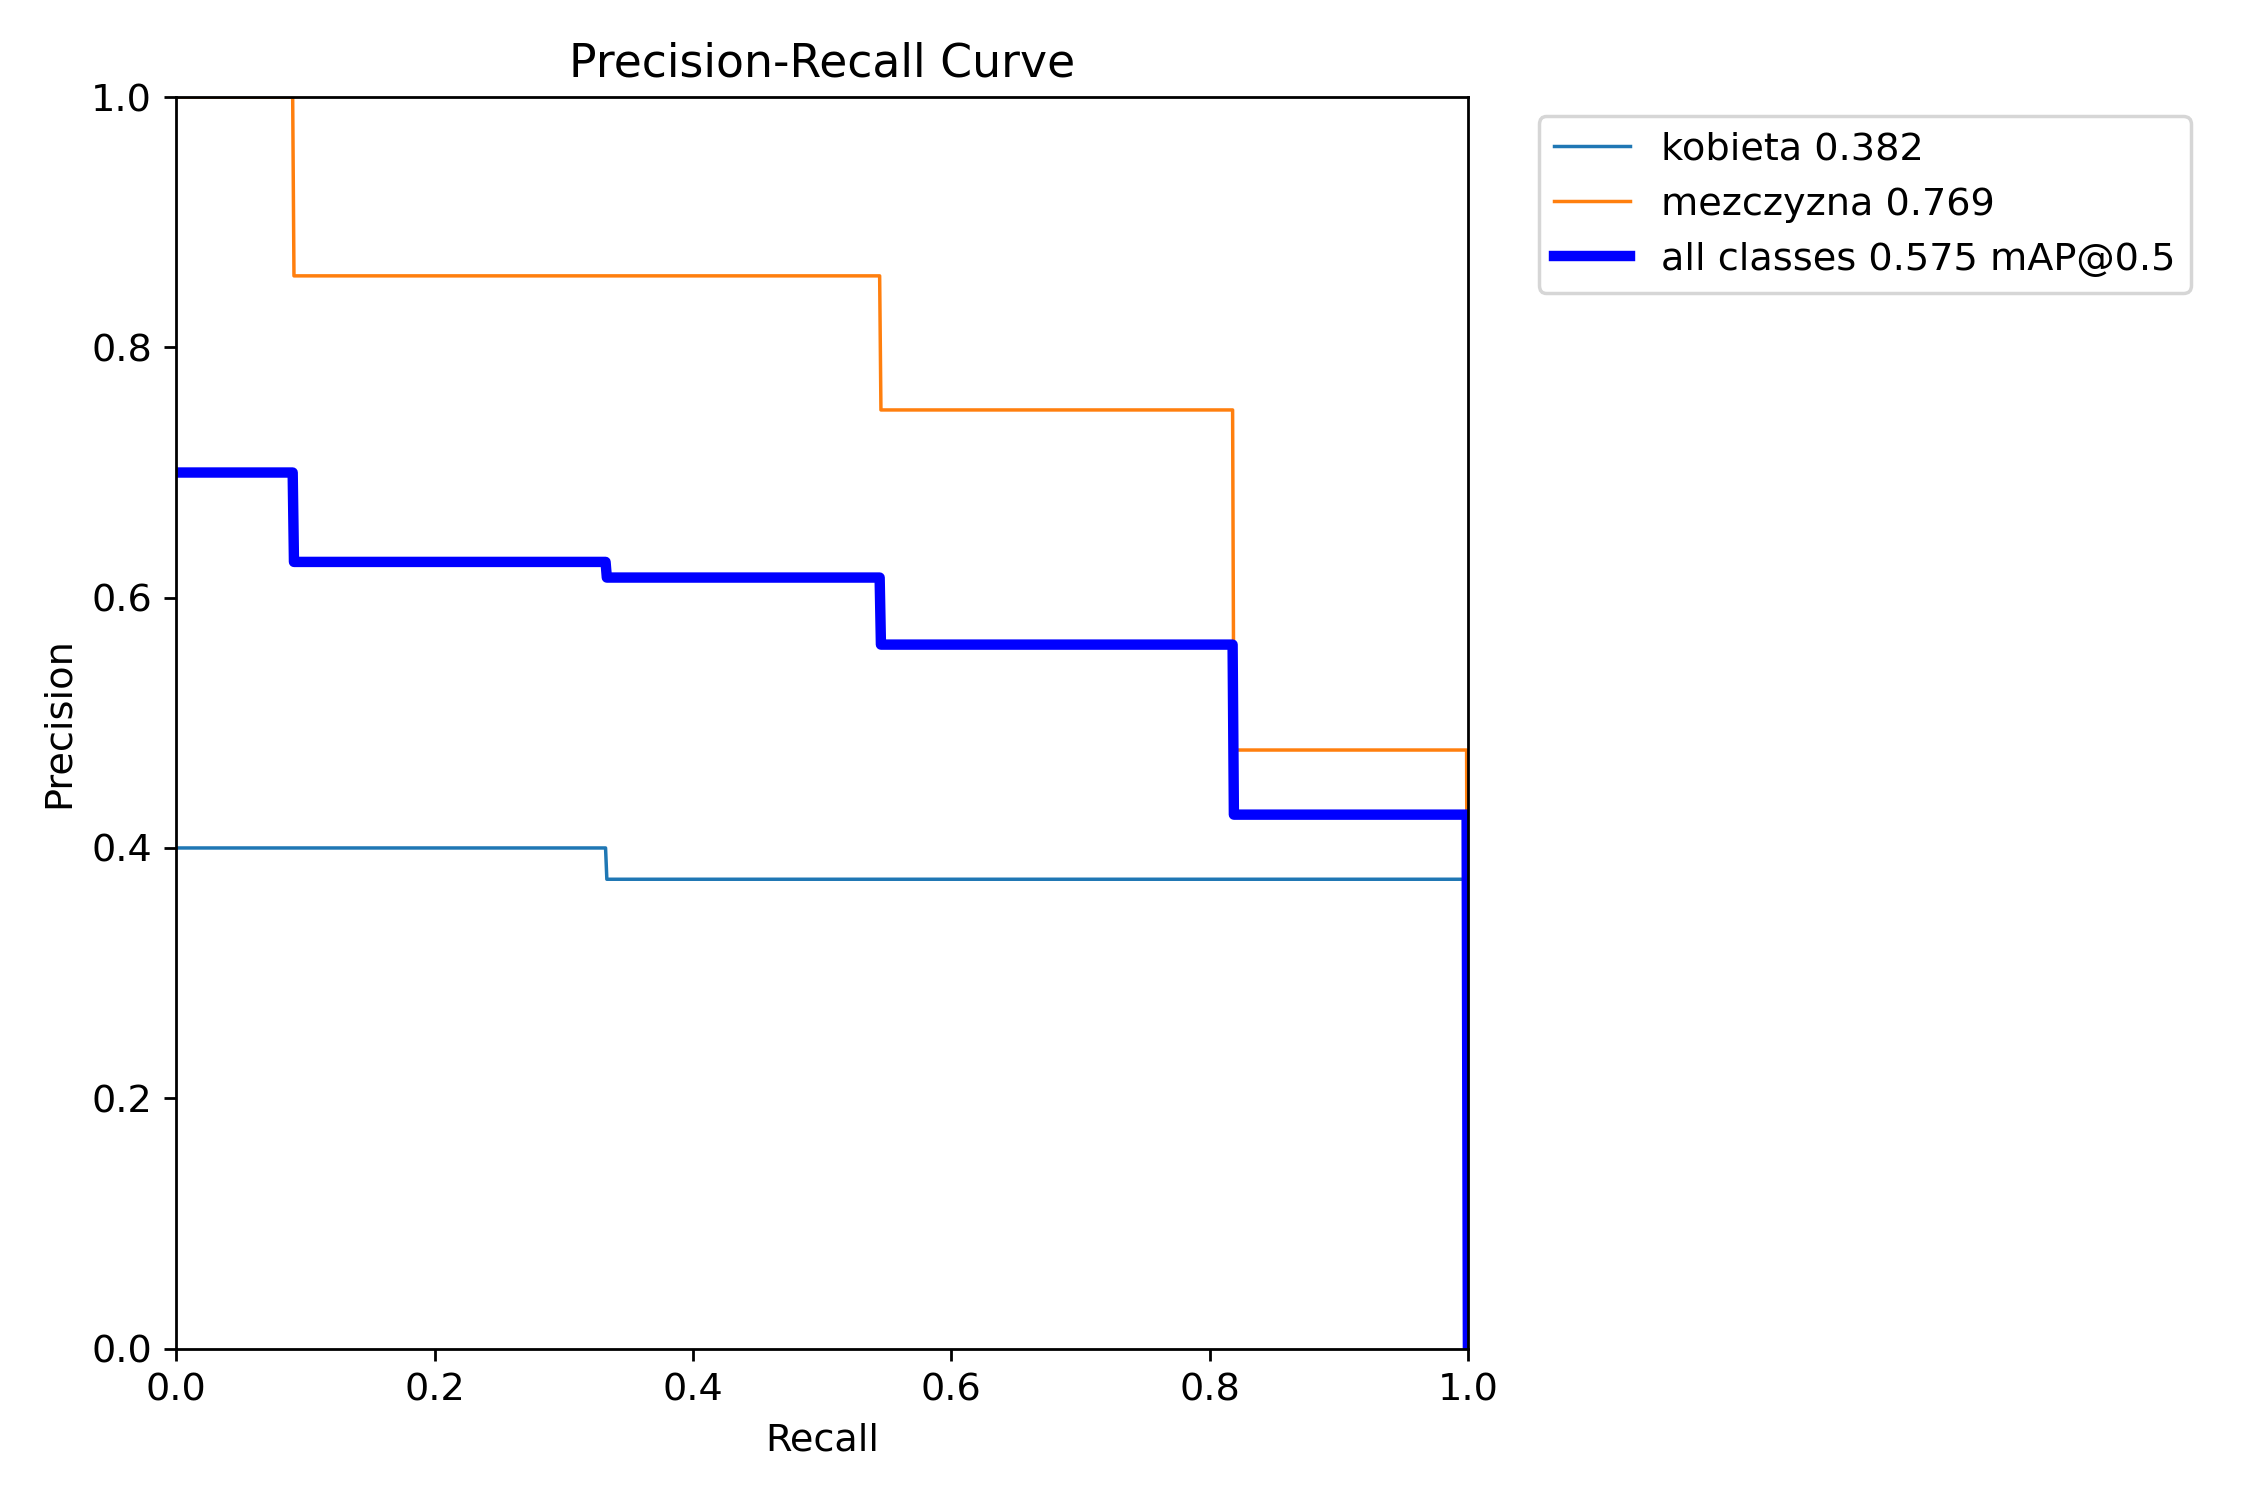 Precision-Recall Curve
1.0
0.8
0.6
0.4
0.2
0.0
Precision
0.0 0.2 0.4 0.6 0.8 1.0
Recall
kobieta 0.382
mezczyzna 0.769
all classes 0.575 mAP@0.5